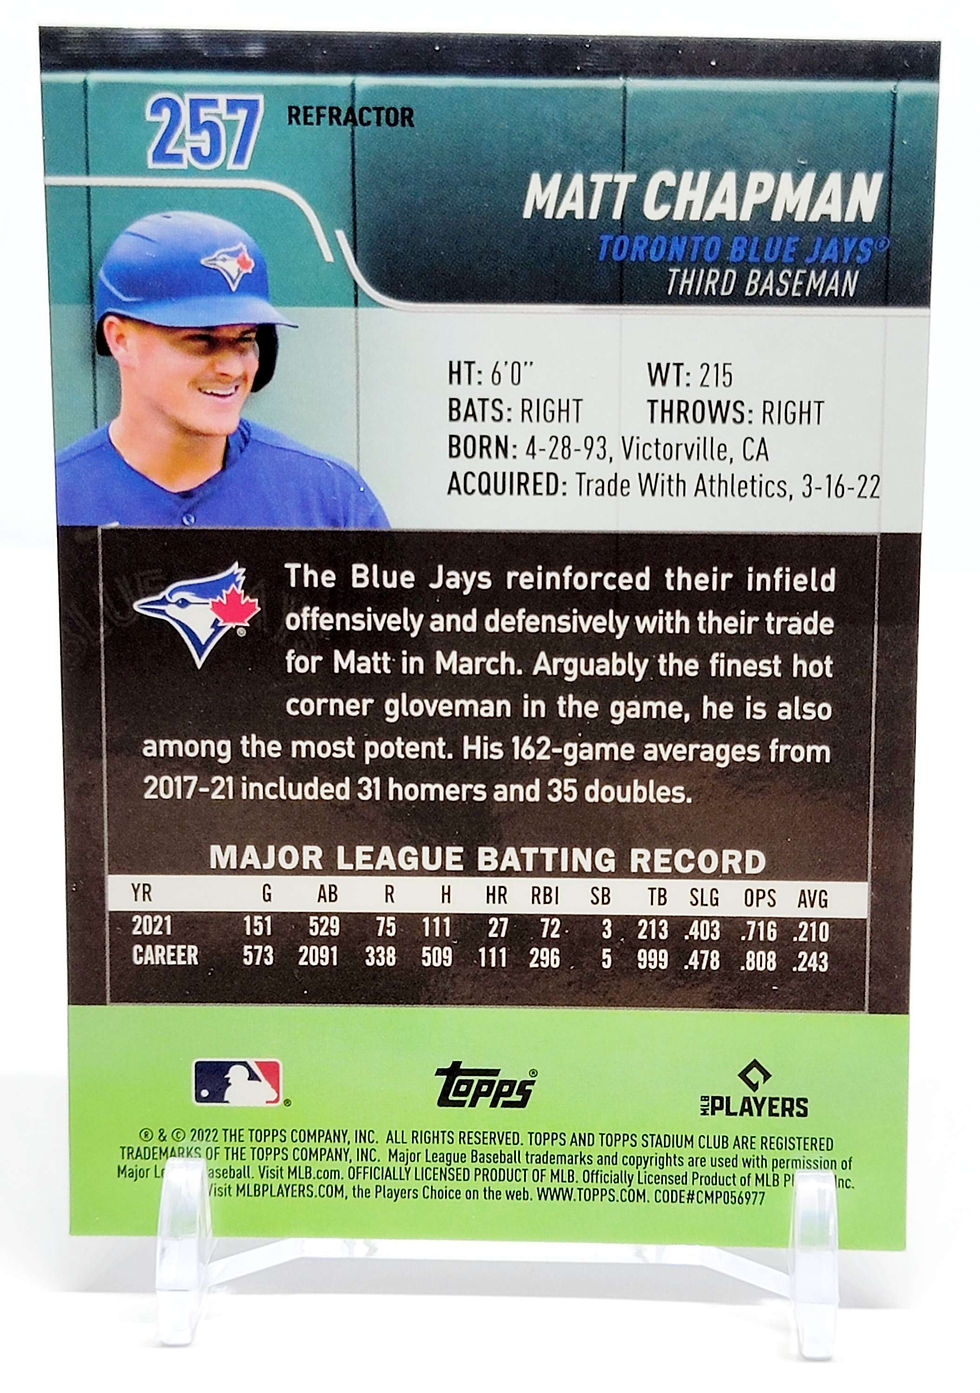 257 REFRACTOR
MATT CHAPMAN
TORONTO BLUE JAYS®
THIRD BASEMAN
HT: 6'0" WT: 215
BATS: RIGHT THROWS: RIGHT
BORN: 4-28-93, Victorville, CA
ACQUIRED: Trade With Athletics, 3-16-22
The Blue Jays reinforced their infield
offensively and defensively with their trade
for Matt in March. Arguably the finest hot
corner gloveman in the game, he is also
among the most potent. His 162-game averages from
2017-21 included 31 homers and 35 doubles.
MAJOR LEAGUE BATTING RECORD
YR G AB R H HR RBI SB TB SLG OPS AVG
2021 151 529 75 111 27 72 3 213 .403 .716 .210
CAREER 573 2091 338 509 111 296 5 999 .478 .808 .243
Topps®
MLB PLAYERS
® & © 2022 THE TOPPS COMPANY, INC. ALL RIGHTS RESERVED. TOPPS AND TOPPS STADIUM CLUB ARE REGISTERED
TRADEMARKS OF THE TOPPS COMPANY, INC. Major League Baseball trademarks and copyrights are used with permission of
Major Baseball. Visit MLB.com. OFFICIALLY LICENSED PRODUCT OF MLB. Officially Licensed Product of MLB Inc.
Visit MLBPLAYERS.COM, the Players Choice on the web. WWW.TOPPS.COM. CODE#CMP056977